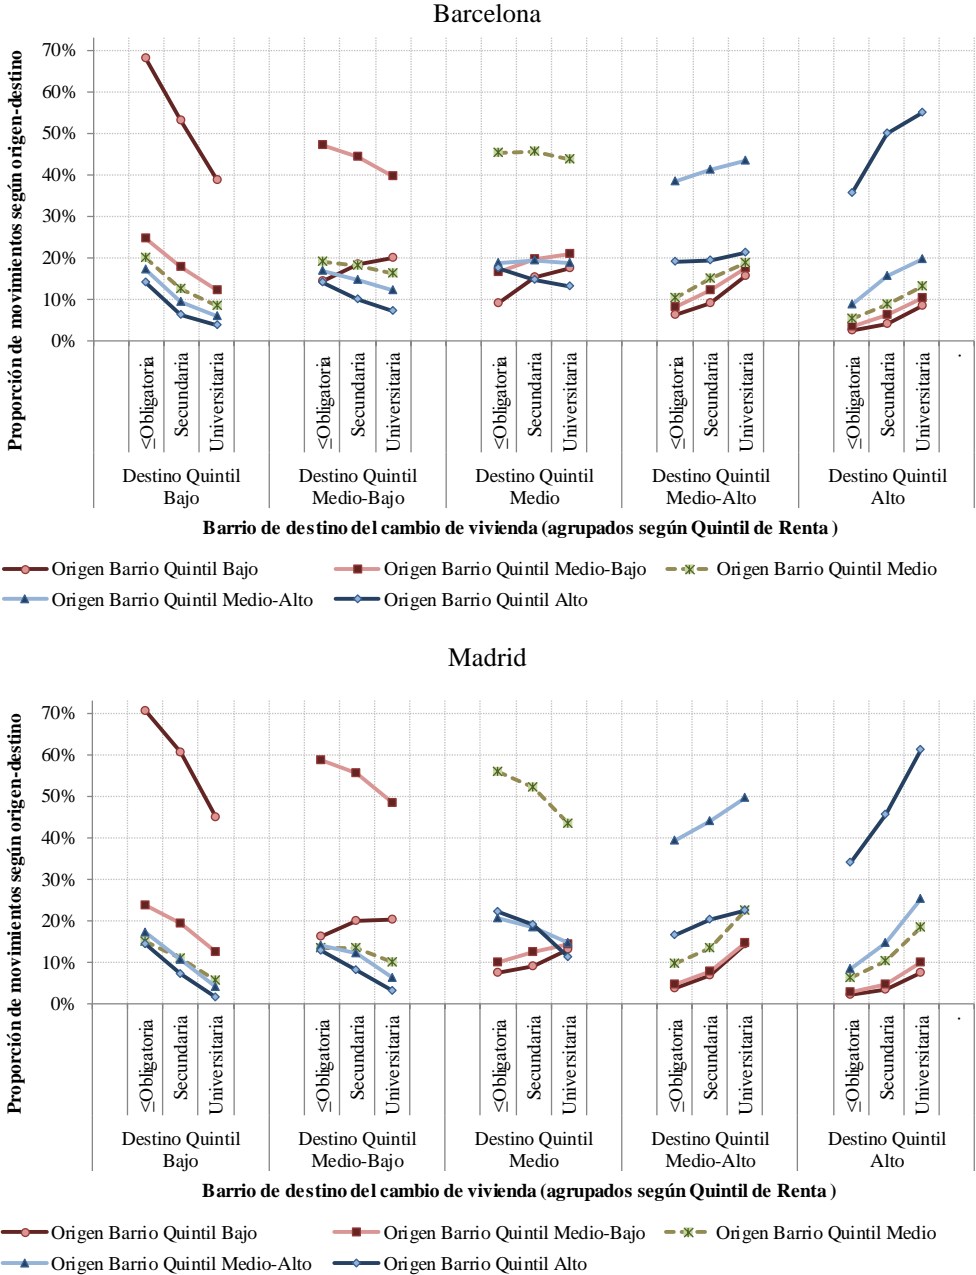 Barcelona
Proporción de movimientos según origen-destino
70%
60%
50%
40%
30%
20%
10%
0%
≤Obligatoria
Secundaria
Universitaria
≤Obligatoria
Secundaria
Universitaria
≤Obligatoria
Secundaria
Universitaria
≤Obligatoria
Secundaria
Universitaria
≤Obligatoria
Secundaria
Universitaria
.
Destino Quintil
Bajo
Destino Quintil
Medio-Bajo
Destino Quintil
Medio
Destino Quintil
Medio-Alto
Destino Quintil
Alto
Barrio de destino del cambio de vivienda (agrupados según Quintil de Renta )
Origen Barrio Quintil Bajo
Origen Barrio Quintil Medio-Bajo
Origen Barrio Quintil Medio
Origen Barrio Quintil Medio-Alto
Origen Barrio Quintil Alto
Madrid
Proporción de movimientos según origen-destino
70%
60%
50%
40%
30%
20%
10%
0%
≤Obligatoria
Secundaria
Universitaria
≤Obligatoria
Secundaria
Universitaria
≤Obligatoria
Secundaria
Universitaria
≤Obligatoria
Secundaria
Universitaria
≤Obligatoria
Secundaria
Universitaria
.
Destino Quintil
Bajo
Destino Quintil
Medio-Bajo
Destino Quintil
Medio
Destino Quintil
Medio-Alto
Destino Quintil
Alto
Barrio de destino del cambio de vivienda (agrupados según Quintil de Renta )
Origen Barrio Quintil Bajo
Origen Barrio Quintil Medio-Bajo
Origen Barrio Quintil Medio
Origen Barrio Quintil Medio-Alto
Origen Barrio Quintil Alto